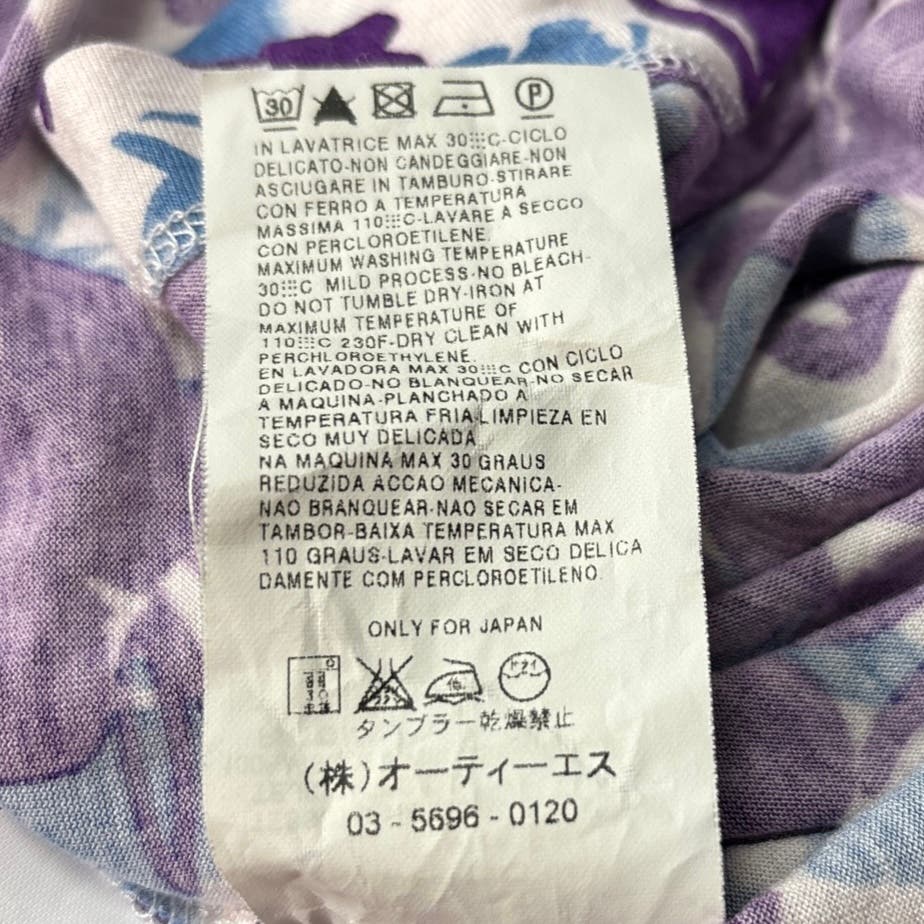 30 P
IN LAVATRICE MAX 30⁝⁝⁝C-CICLO
DELICATO-NON CANDEGGIARE-NON
ASCIUGARE IN TAMBURO-STIRARE
CON FERRO A TEMPERATURA
MASSIMA 110⁝⁝⁝C-LAVARE A SECCO
CON PERCLOROETILENE.
MAXIMUM WASHING TEMPERATURE
30⁝⁝⁝C MILD PROCESS-NO BLEACH-
DO NOT TUMBLE DRY-IRON AT
MAXIMUM TEMPERATURE OF
110⁝⁝⁝C 230F-DRY CLEAN WITH
PERCHLOROETHYLENE.
EN LAVADORA MAX 30⁝⁝⁝C CON CICLO
DELICADO-NO BLANQUEAR-NO SECAR
A MAQUINA-PLANCHADO A
TEMPERATURA FRIA-LIMPIEZA EN
SECO MUY DELICADA
NA MAQUINA MAX 30 GRAUS
REDUZIDA ACCAO MECANICA-
NAO BRANQUEAR-NAO SECAR EM
TAMBOR-BAIXA TEMPERATURA MAX
110 GRAUS-LAVAR EM SECO DELICA
DAMENTE COM PERCLOROETILENO.
ONLY FOR JAPAN
30 低
タンブラー乾燥禁止
(株)オーティーエス
03 - 5696 - 0120